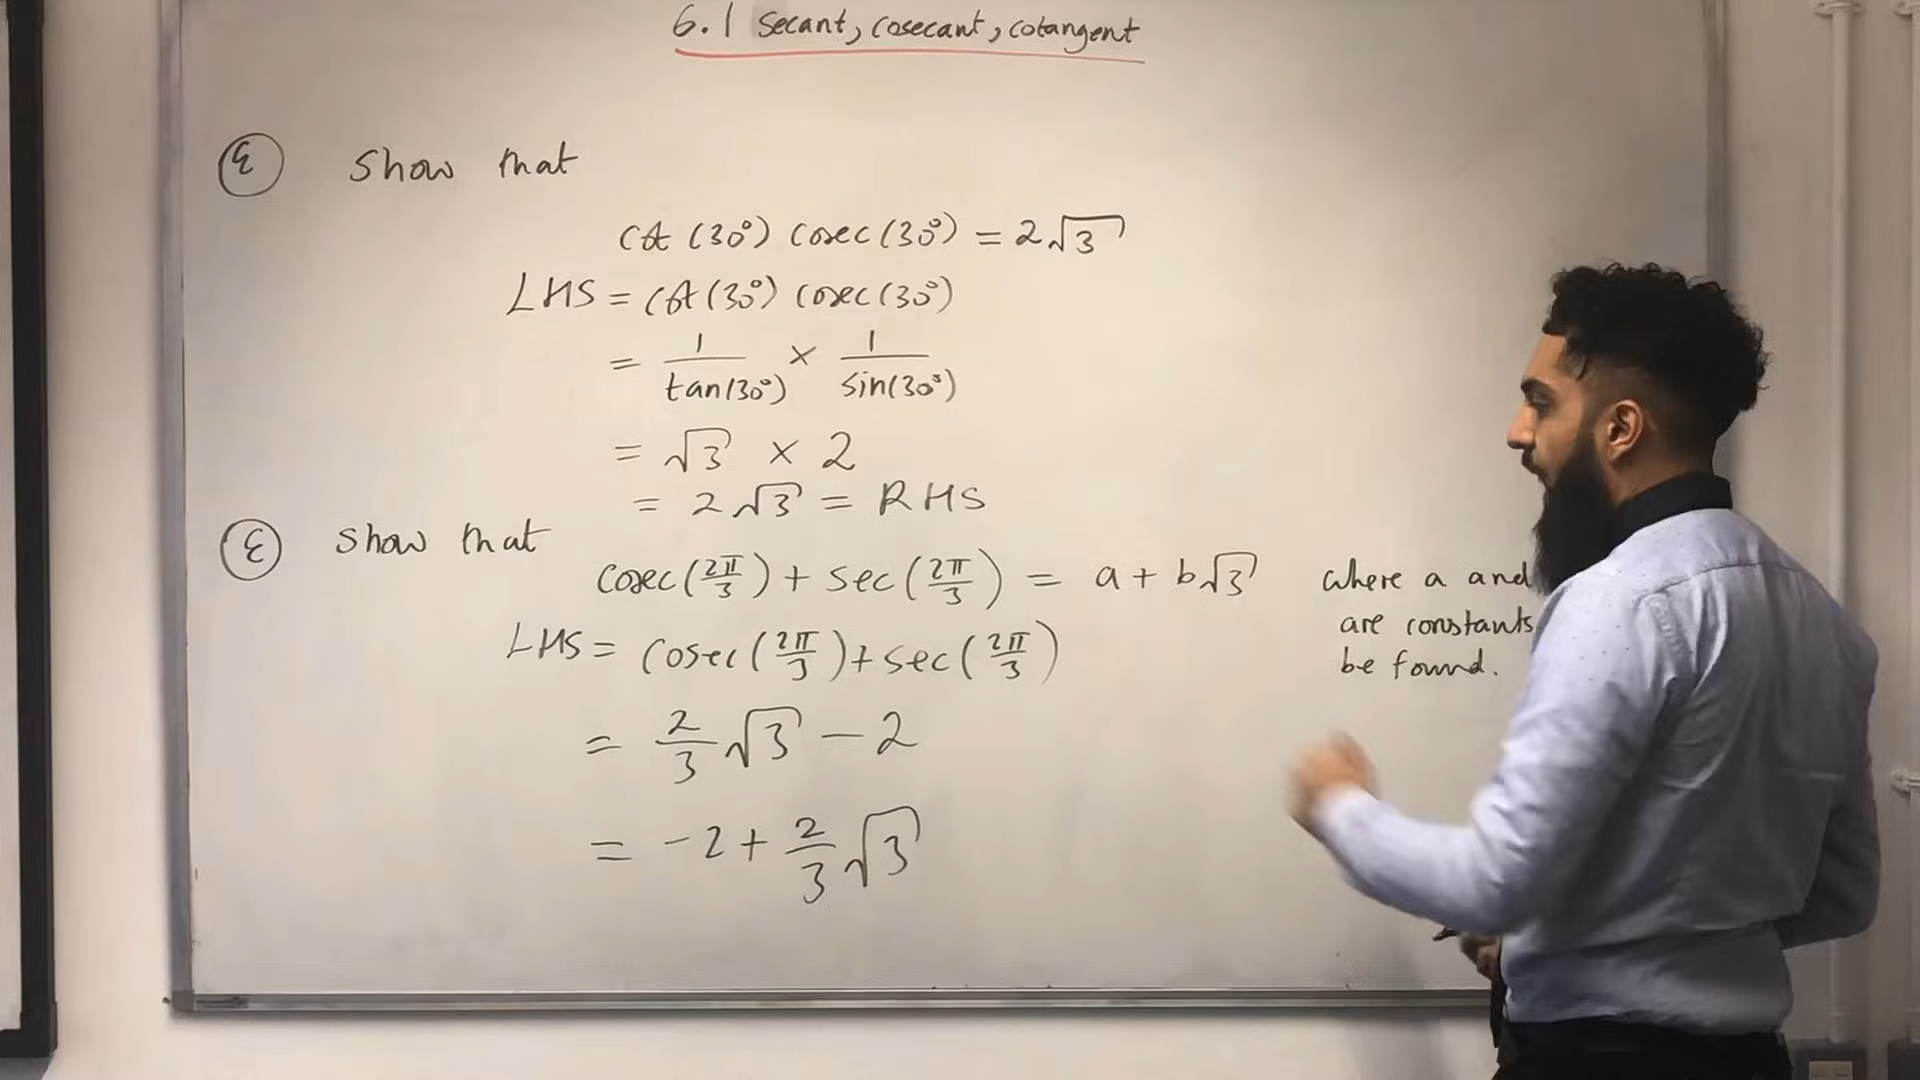 6.1 Secant, cosecant, cotangent
E Show that
cot (30°) cosec (30°) = 2√3
LHS = cot (30°) cosec (30°)
= 1/tan(30°) × 1/sin(30°)
= √3 × 2
= 2√3 = RHS
E Show that
cosec(2π/3) + sec(2π/3) = a + b√3 where a and
are constants
be found.
LHS = cosec(2π/3) + sec(2π/3)
= 2/3 √3 - 2
= -2 + 2/3 √3